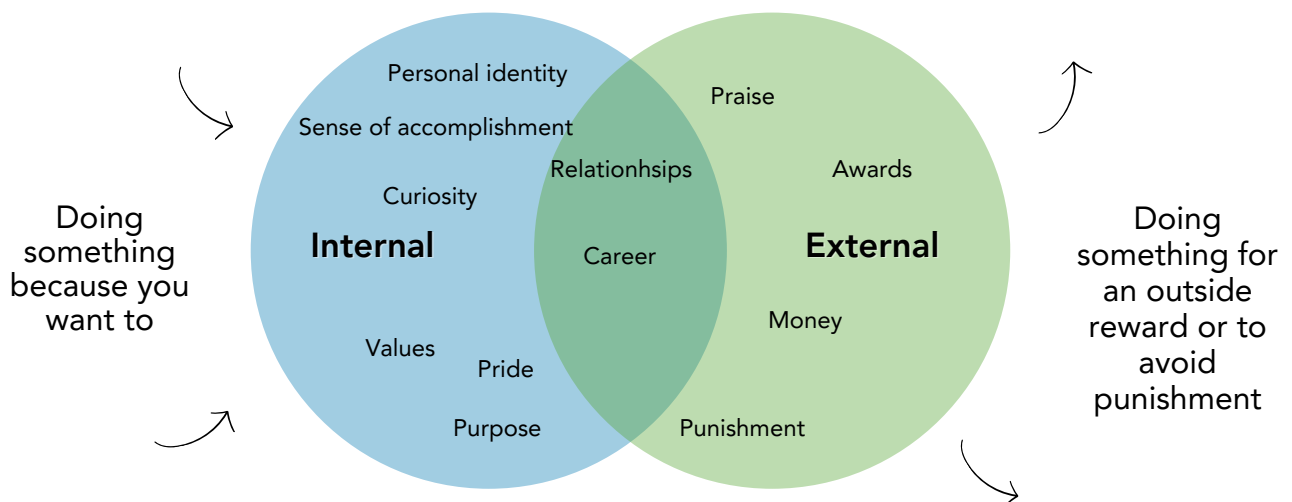 Doing
something
because you
want to
Internal
Personal identity
Sense of accomplishment
Curiosity
Values
Pride
Purpose
Relationhsips
Career
External
Praise
Awards
Money
Punishment
Doing
something for
an outside
reward or to
avoid
punishment